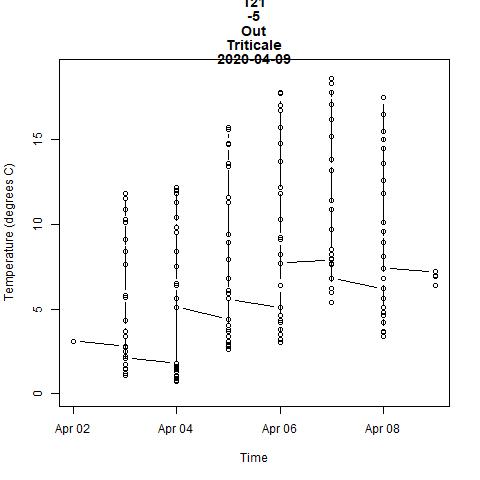 121
-5
Out
Triticale
2020-04-09
Temperature (degrees C)
15
10
5
0
Apr 02
Apr 04
Apr 06
Apr 08
Time